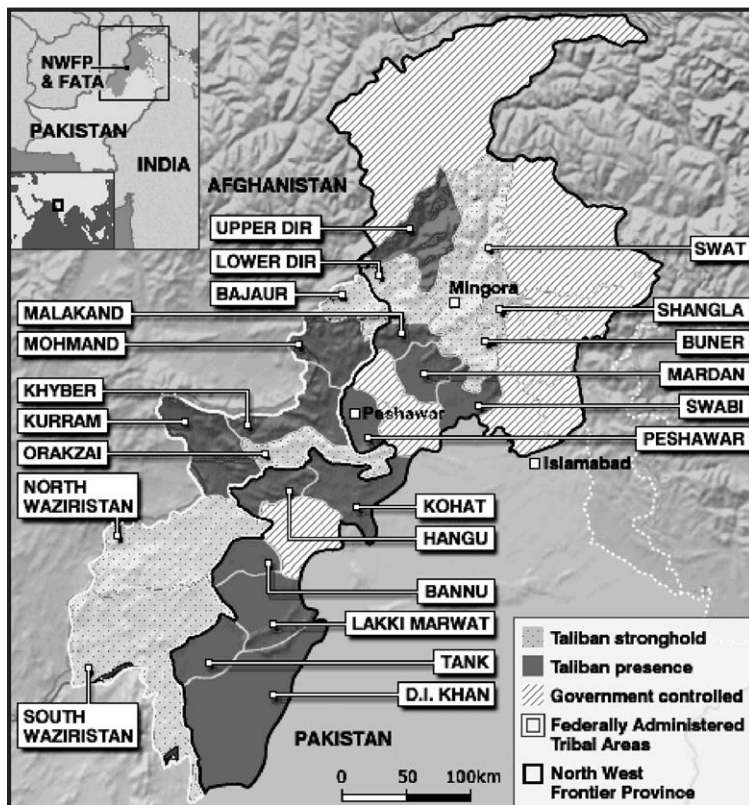 NWFP
& FATA
PAKISTAN
INDIA
AFGHANISTAN
UPPER DIR
LOWER DIR
BAJAUR
MALAKAND
MOHMAND
KHYBER
KURRAM
ORAKZAI
NORTH
WAZIRISTAN
SOUTH
WAZIRISTAN
Mingora
Peshawar
Islamabad
SWAT
SHANGLA
BUNER
MARDAN
SWABI
PESHAWAR
KOHAT
HANGU
BANNU
LAKKI MARWAT
TANK
D.I. KHAN
PAKISTAN
0 50 100km
Taliban stronghold
Taliban presence
Government controlled
Federally Administered
Tribal Areas
North West
Frontier Province